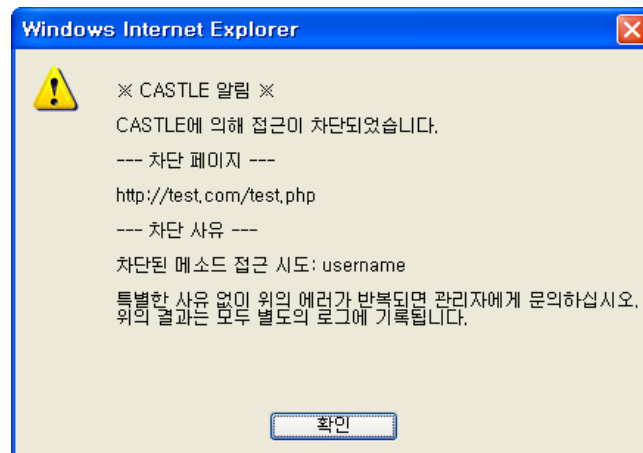 Windows Internet Explorer
※ CASTLE 알림 ※
CASTLE에 의해 접근이 차단되었습니다.
--- 차단 페이지 ---
http://test.com/test.php
--- 차단 사유 ---
차단된 메소드 접근 시도: username
특별한 사유 없이 위의 에러가 반복되면 관리자에게 문의하십시오.
위의 결과는 모두 별도의 로그에 기록됩니다.
확인